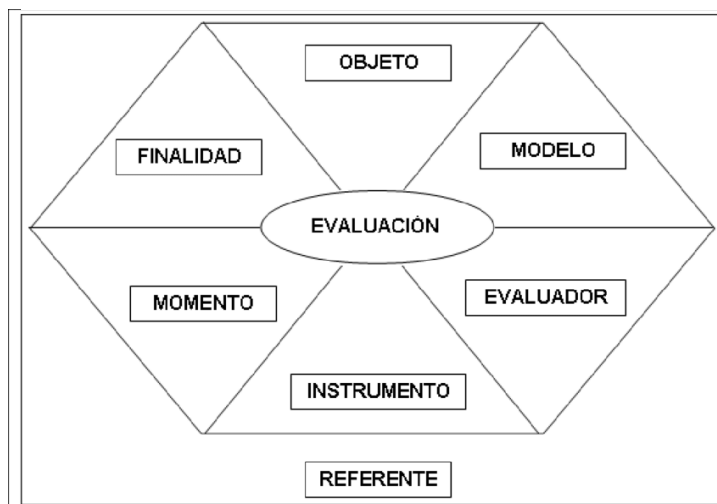 OBJETO
FINALIDAD
MODELO
EVALUACIÓN
MOMENTO
EVALUADOR
INSTRUMENTO
REFERENTE